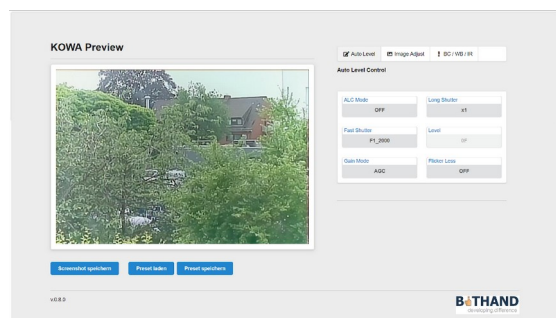 KOWA Preview
Auto Level
Image Adjust
BC / WB / IR
Auto Level Control
ALC Mode
OFF
Long Shutter
x1
Fast Shutter
F1_2000
Level
Gain Mode
AGC
Flicker Less
OFF
Screenshot speichern
Preset laden
Preset speichern
v.0.8.3
BITHAND
developing difference